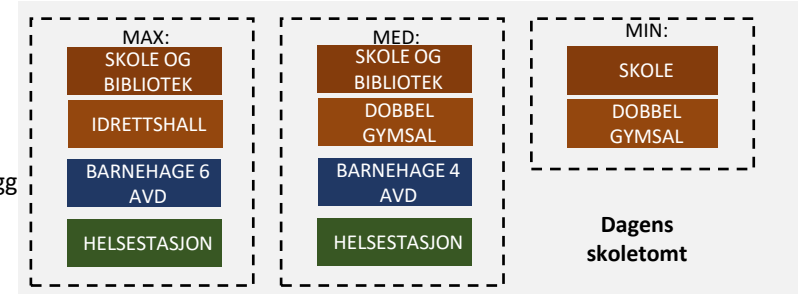 MAX:
SKOLE OG
BIBLIOTEK
IDRETTSHALL
BARNEHAGE 6
AVD
HELSESTASJON
MED:
SKOLE OG
BIBLIOTEK
DOBBEL
GYMSAL
BARNEHAGE 4
AVD
HELSESTASJON
MIN:
SKOLE
DOBBEL
GYMSAL
Dagens
skoletomt